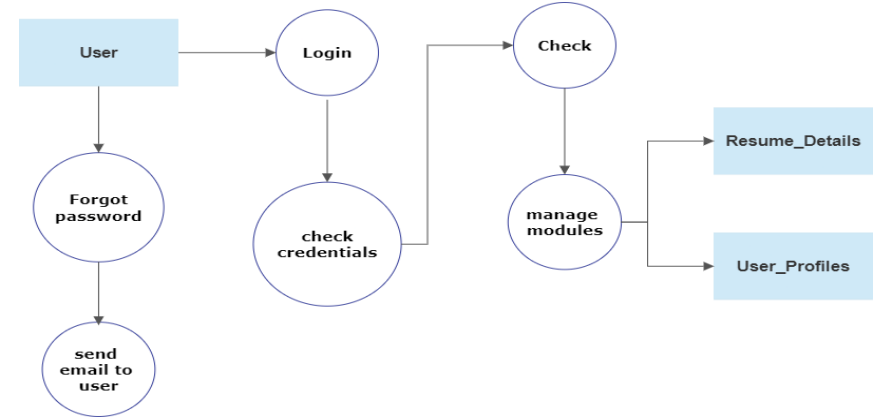 User
Login
Check
Resume_Details
Forgot
password
check
credentials
manage
modules
User_Profiles
send
email to
user